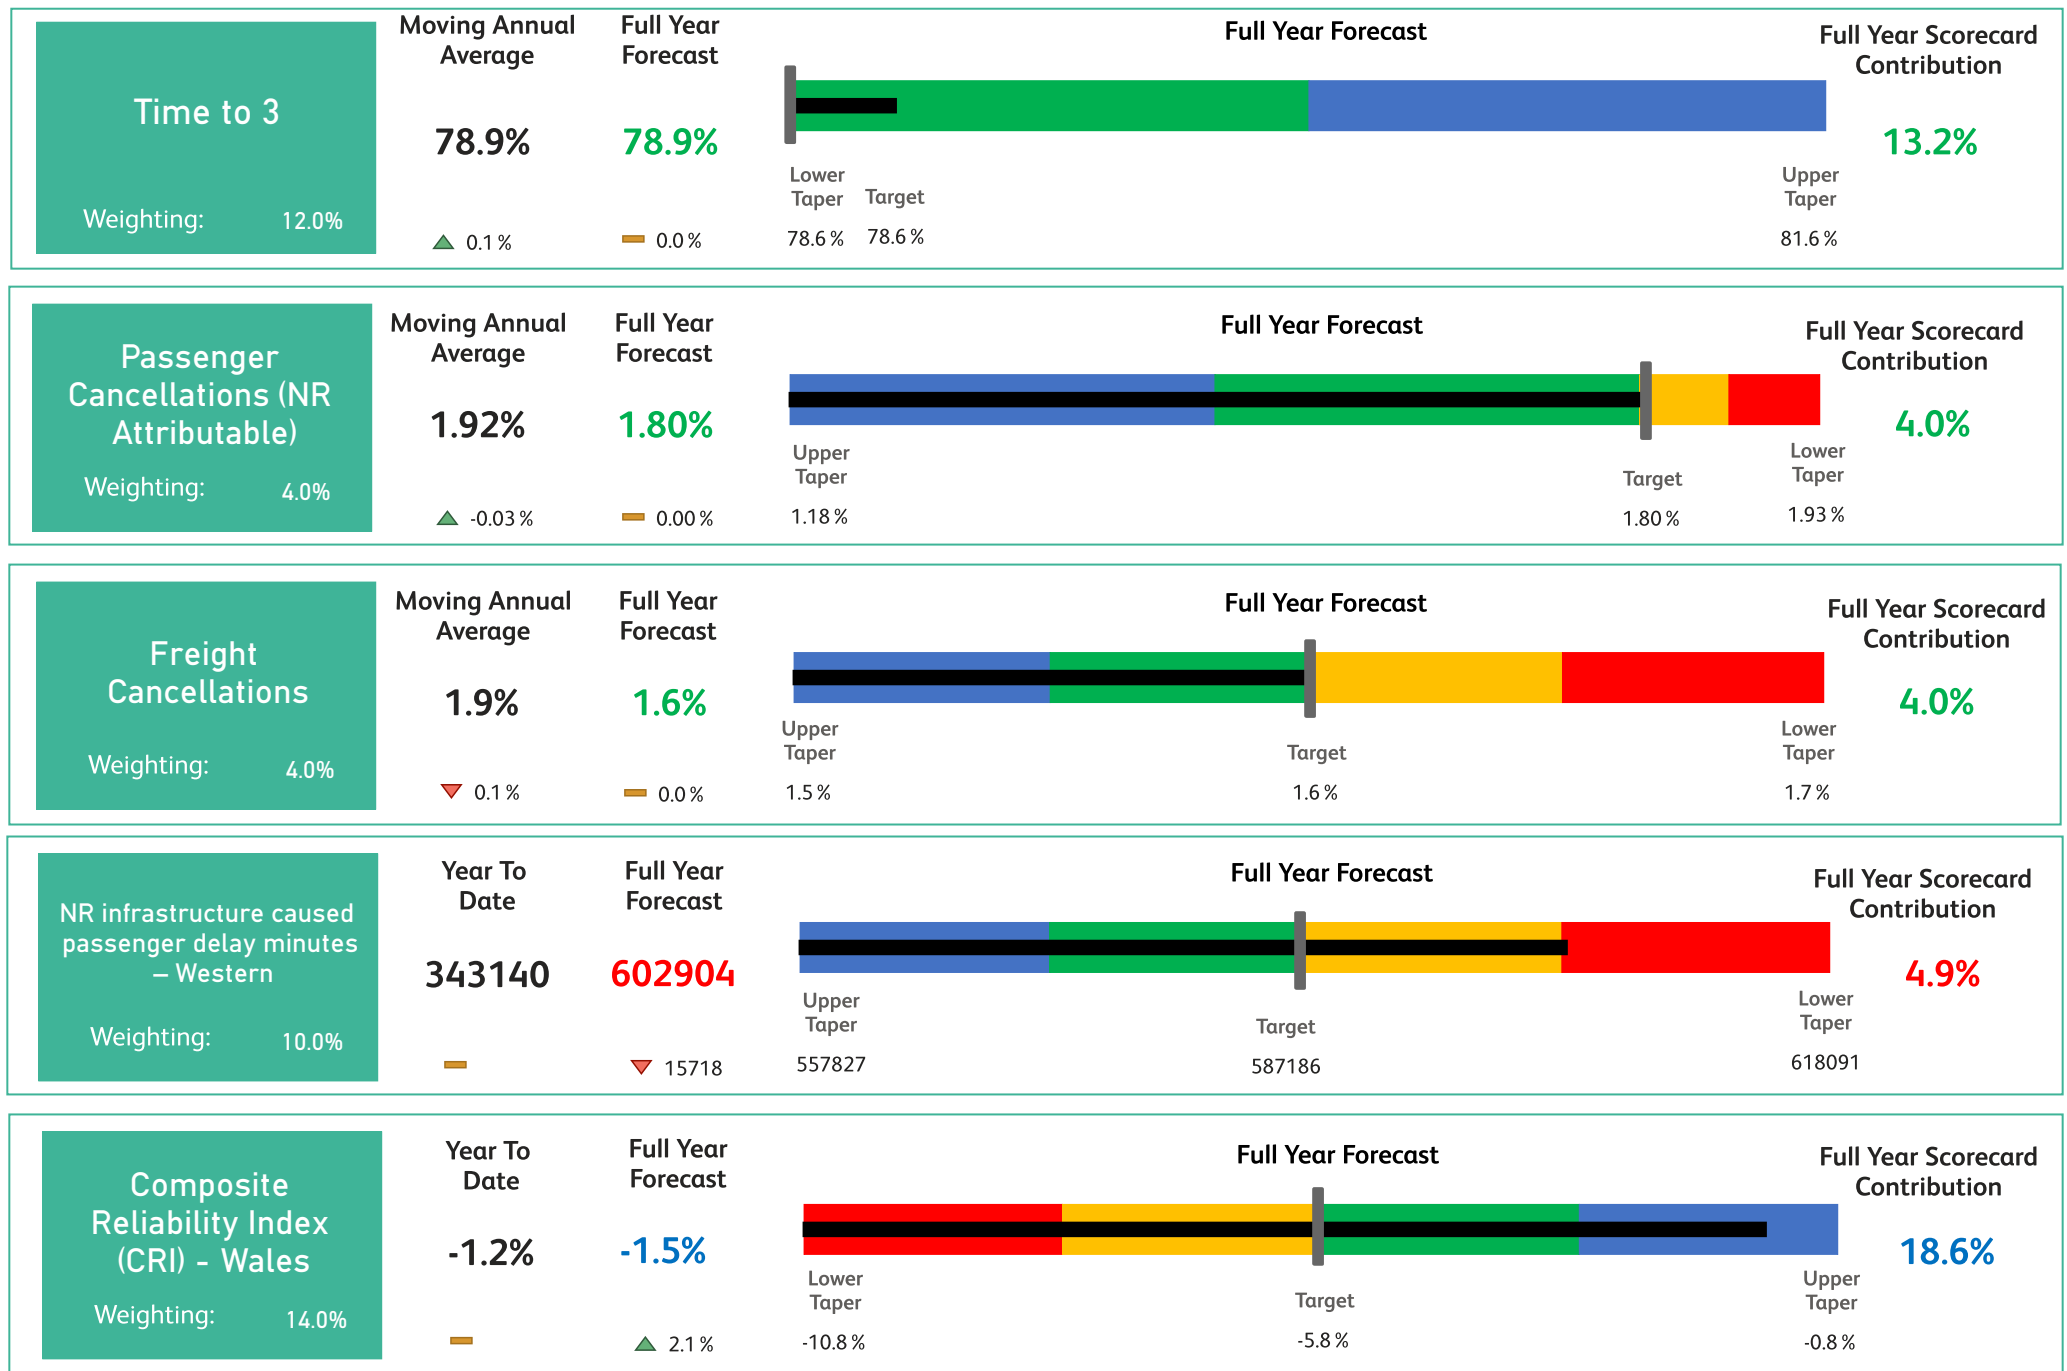 Time to 3
Weighting: 12.0%
Moving Annual
Average
78.9%
0.1 %
Full Year
Forecast
78.9%
0.0 %
Full Year Forecast
Lower
Taper
78.6 %
Target
78.6 %
Upper
Taper
81.6 %
Full Year Scorecard
Contribution
13.2%
Passenger
Cancellations (NR
Attributable)
Weighting: 4.0%
Moving Annual
Average
1.92%
-0.03 %
Full Year
Forecast
1.80%
0.00 %
Full Year Forecast
Upper
Taper
1.18 %
Target
1.80 %
Lower
Taper
1.93 %
Full Year Scorecard
Contribution
4.0%
Freight
Cancellations
Weighting: 4.0%
Moving Annual
Average
1.9%
0.1 %
Full Year
Forecast
1.6%
0.0 %
Full Year Forecast
Upper
Taper
1.5 %
Target
1.6 %
Lower
Taper
1.7 %
Full Year Scorecard
Contribution
4.0%
NR infrastructure caused
passenger delay minutes
– Western
Weighting: 10.0%
Year To
Date
343140
Full Year
Forecast
602904
15718
Full Year Forecast
Upper
Taper
557827
Target
587186
Lower
Taper
618091
Full Year Scorecard
Contribution
4.9%
Composite
Reliability Index
(CRI) - Wales
Weighting: 14.0%
Year To
Date
-1.2%
Full Year
Forecast
-1.5%
2.1 %
Full Year Forecast
Lower
Taper
-10.8 %
Target
-5.8 %
Upper
Taper
-0.8 %
Full Year Scorecard
Contribution
18.6%